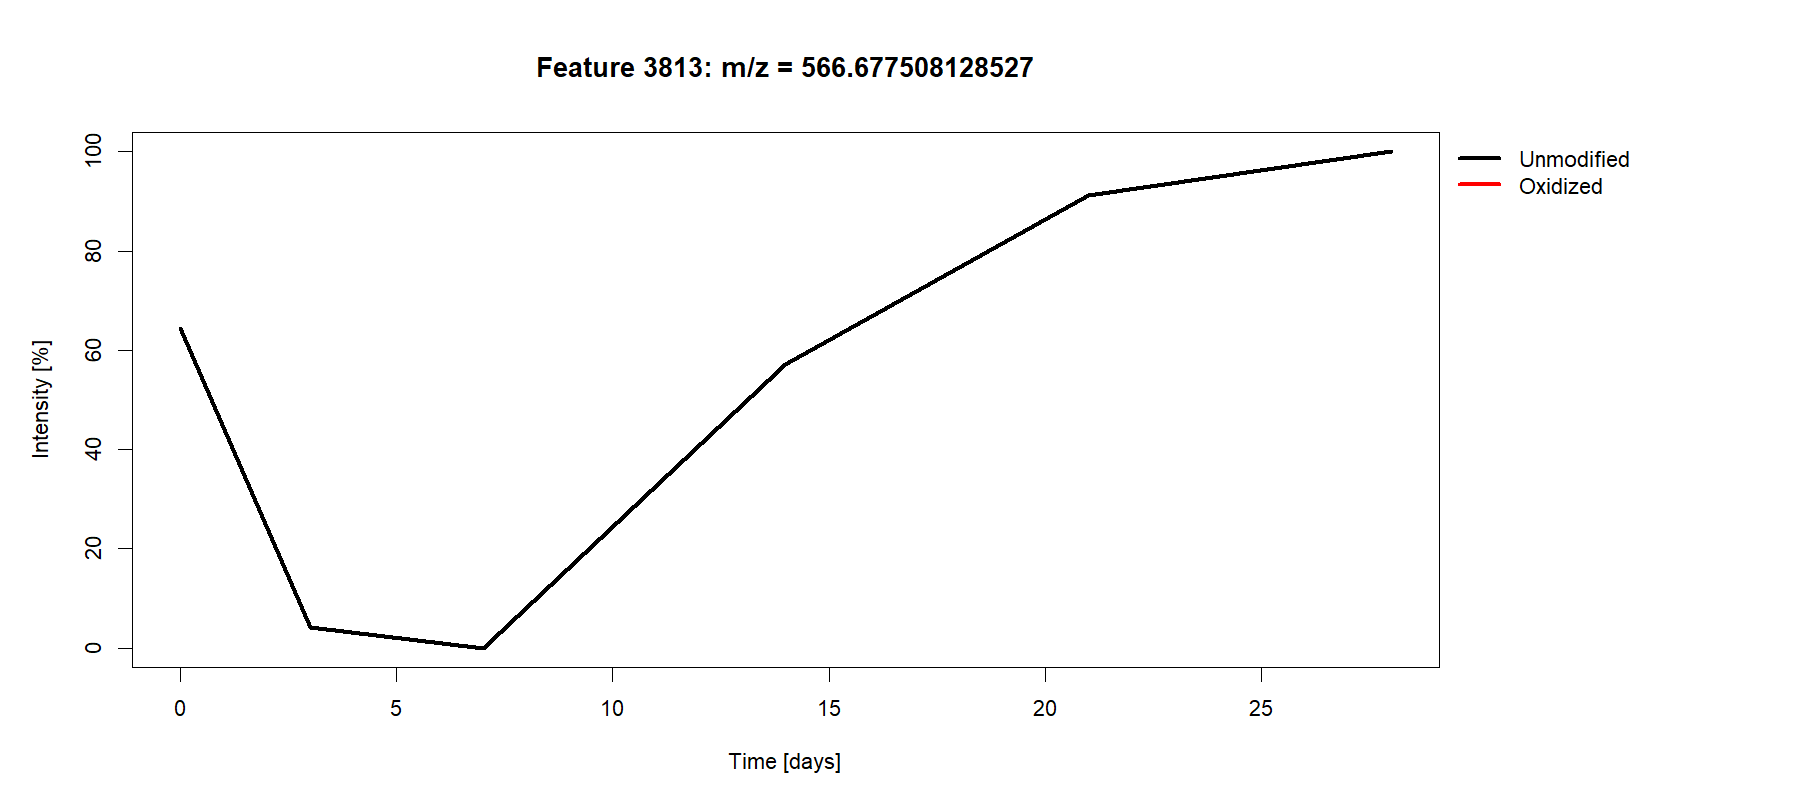 Feature 3813: m/z = 566.677508128527
Unmodified
Oxidized
Intensity [%]
100
80
60
40
20
0
0 5 10 15 20 25
Time [days]